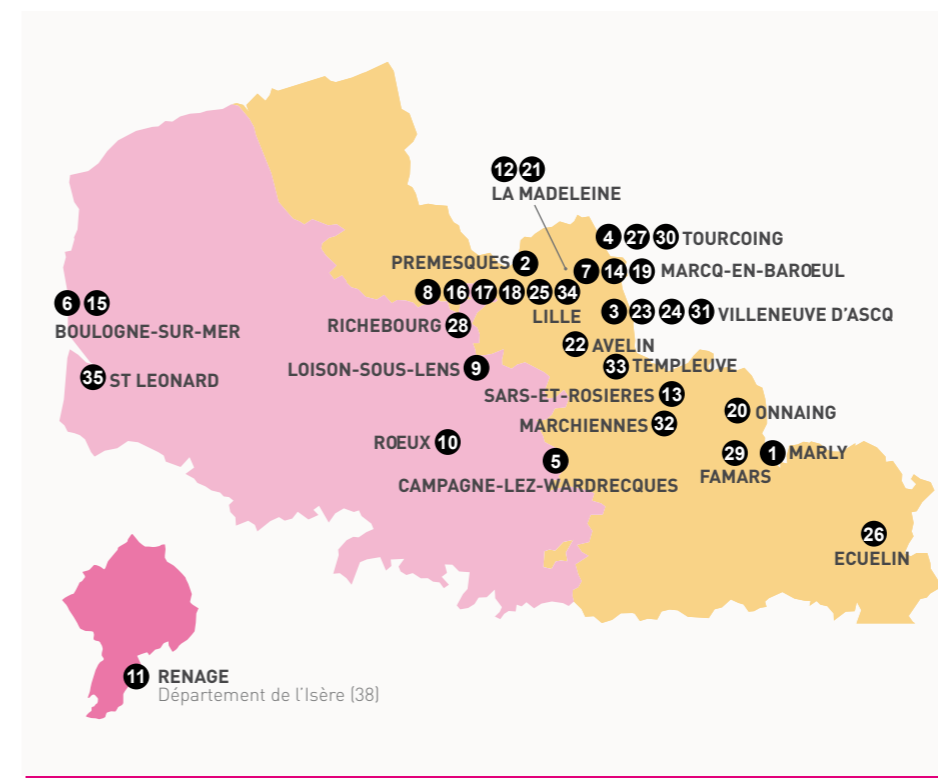 12 21
LA MADELEINE
4 27 30 TOURCOING
PREMESQUES 2
7 14 19 MARCQ-EN-BARŒUL
8 16 17 18 25 34
LILLE
6 15
BOULOGNE-SUR-MER
3 23 24 31 VILLENEUVE D'ASCQ
RICHEBOURG 28
22 AVELIN
LOISON-SOUS-LENS 9
33 TEMPLEUVE
35 ST LEONARD
SARS-ET-ROSIERES 13
20 ONNAING
MARCHIENNES 32
ROEUX 10
5
CAMPAGNE-LEZ-WARDRECQUES
29
FAMARS
1 MARLY
26
ECUELIN
11 RENAGE
Département de l'Isère (38)